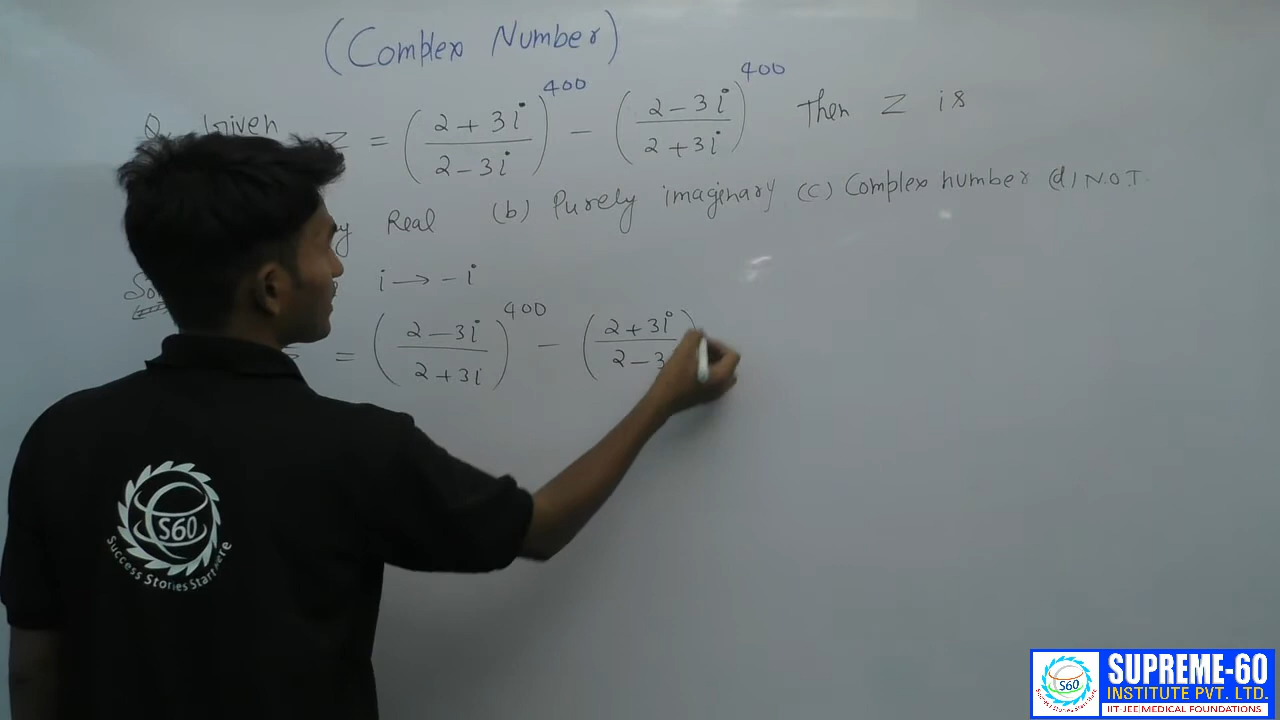 (Complex Number)
Q. Given z = ((2 + 3i)/(2 - 3i))^400 - ((2 - 3i)/(2 + 3i))^400 Then Z is
Real (b) Purely imaginary (c) Complex number (d) N.O.T.
i → - i
= ((2 - 3i)/(2 + 3i))^400 - ((2 + 3i)/(2 - 3
S60
Success Stories Start Here
S60
SUPREME-60
INSTITUTE PVT. LTD.
IIT-JEE|MEDICAL FOUNDATIONS